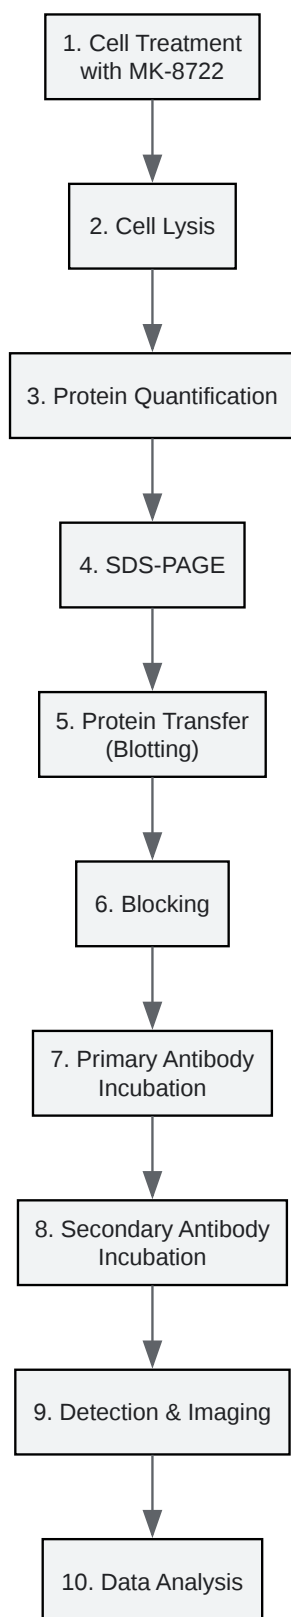 1. Cell Treatment
with MK-8722
2. Cell Lysis
3. Protein Quantification
4. SDS-PAGE
5. Protein Transfer
(Blotting)
6. Blocking
7. Primary Antibody
Incubation
8. Secondary Antibody
Incubation
9. Detection & Imaging
10. Data Analysis